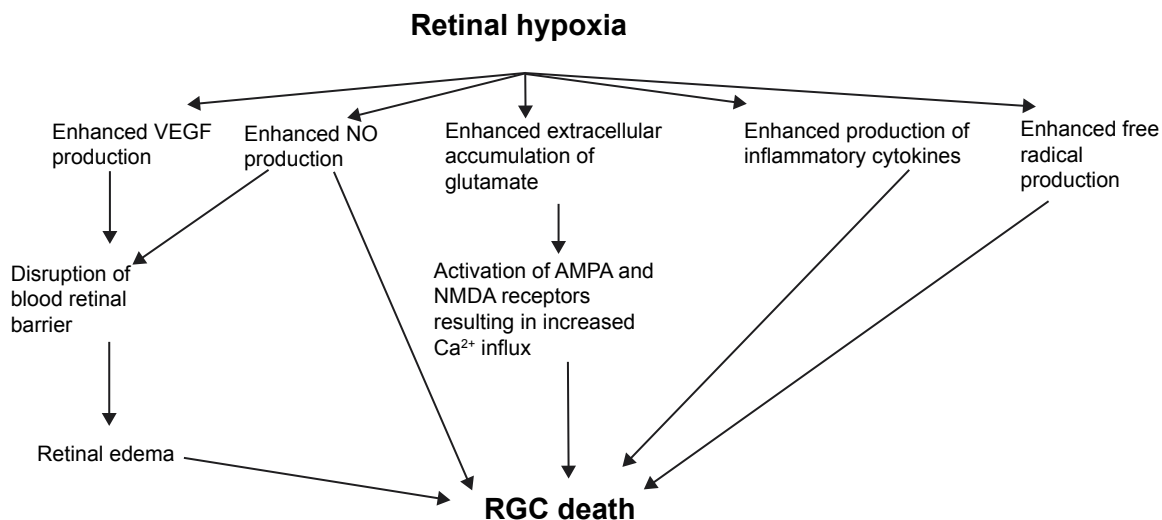 Retinal hypoxia
Enhanced VEGF
production
Enhanced NO
production
Enhanced extracellular
accumulation of
glutamate
Enhanced production of
inflammatory cytokines
Enhanced free
radical
production
Disruption of
blood retinal
barrier
Activation of AMPA and
NMDA receptors
resulting in increased
Ca²⁺ influx
Retinal edema
RGC death